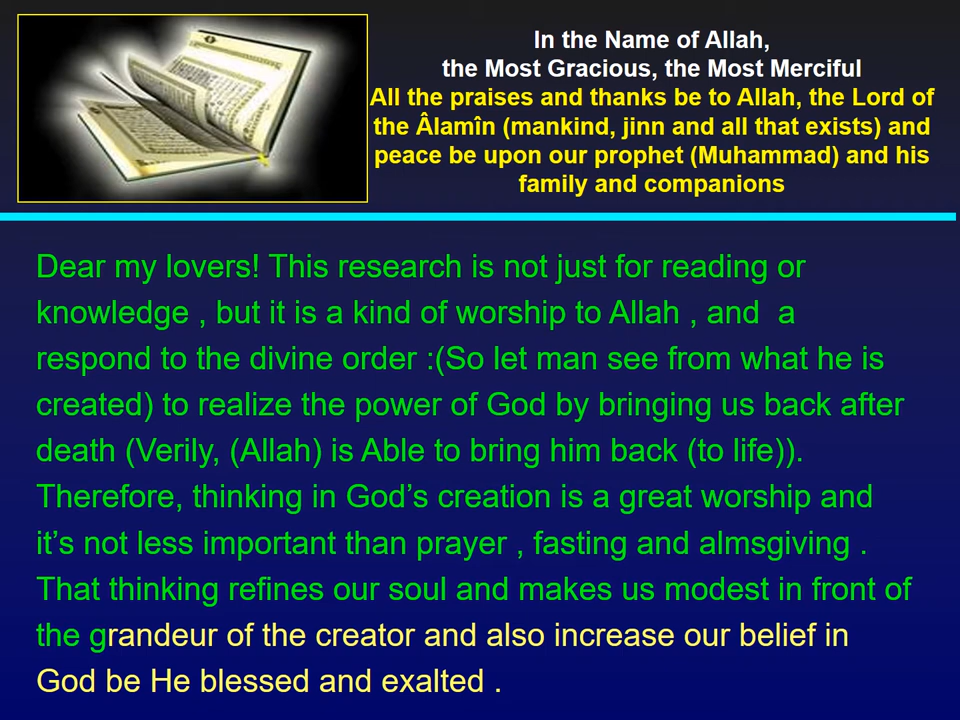 In the Name of Allah,
the Most Gracious, the Most Merciful
All the praises and thanks be to Allah, the Lord of
the Âlamîn (mankind, jinn and all that exists) and
peace be upon our prophet (Muhammad) and his
family and companions
Dear my lovers! This research is not just for reading or
knowledge , but it is a kind of worship to Allah , and  a
respond to the divine order :(So let man see from what he is
created) to realize the power of God by bringing us back after
death (Verily, (Allah) is Able to bring him back (to life)).
Therefore, thinking in God’s creation is a great worship and
it’s not less important than prayer , fasting and almsgiving .
That thinking refines our soul and makes us modest in front of
the grandeur of the creator and also increase our belief in
God be He blessed and exalted .